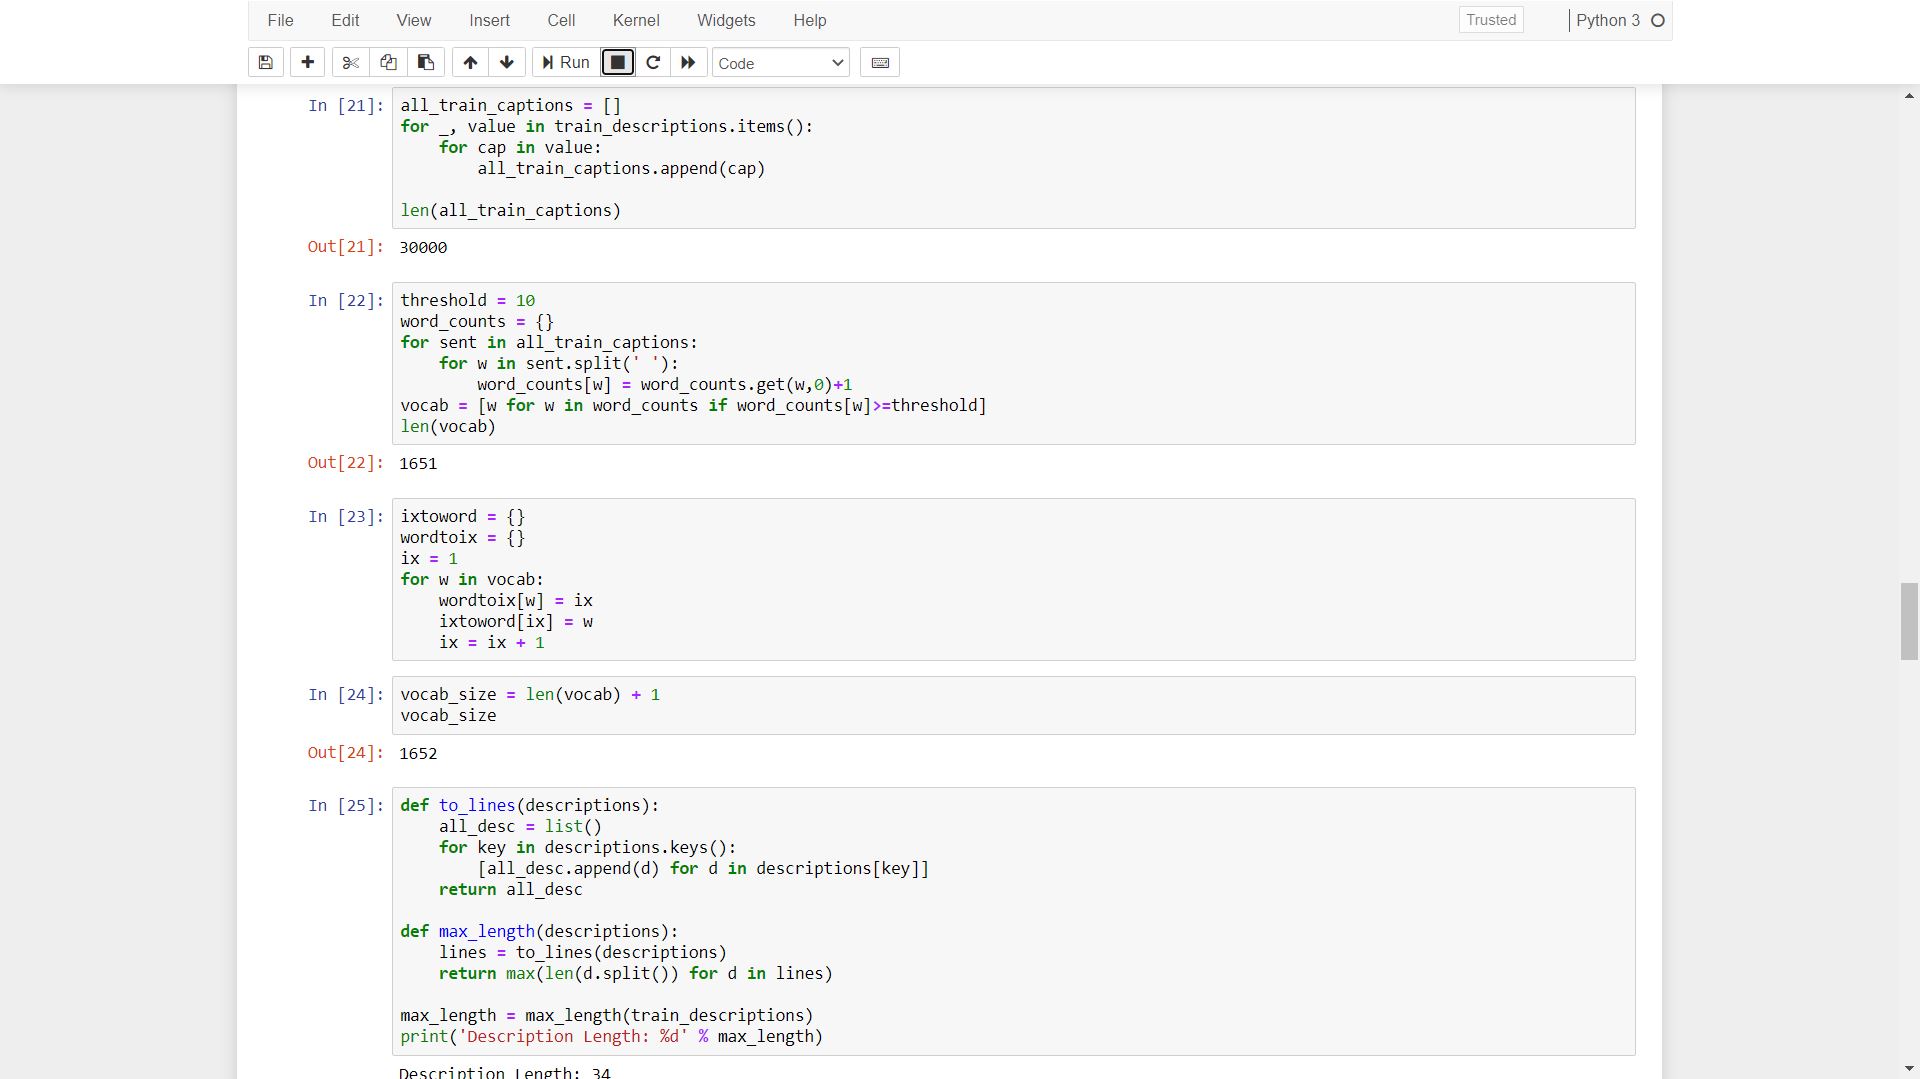 File Edit View Insert Cell Kernel Widgets Help Trusted Python 3
Run Code
In [21]: all_train_captions = []
for _, value in train_descriptions.items():
    for cap in value:
        all_train_captions.append(cap)

len(all_train_captions)
Out[21]: 30000
In [22]: threshold = 10
word_counts = {}
for sent in all_train_captions:
    for w in sent.split(' '):
        word_counts[w] = word_counts.get(w,0)+1
vocab = [w for w in word_counts if word_counts[w]>=threshold]
len(vocab)
Out[22]: 1651
In [23]: ixtoword = {}
wordtoix = {}
ix = 1
for w in vocab:
    wordtoix[w] = ix
    ixtoword[ix] = w
    ix = ix + 1
In [24]: vocab_size = len(vocab) + 1
vocab_size
Out[24]: 1652
In [25]: def to_lines(descriptions):
    all_desc = list()
    for key in descriptions.keys():
        [all_desc.append(d) for d in descriptions[key]]
    return all_desc

def max_length(descriptions):
    lines = to_lines(descriptions)
    return max(len(d.split()) for d in lines)

max_length = max_length(train_descriptions)
print('Description Length: %d' % max_length)
Description Length: 34